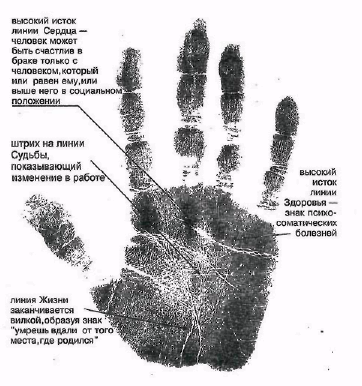 высокий исток
линии Сердца —
человек может
быть счастлив в
браке только с
человеком,который
или равен ему,или
выше него в социальном
положении
штрих на линии
Судьбы,
показывающий
изменение в работе
высокий
исток
линии
Здоровья —
знак психо-
соматических
болезней
линия Жизни
заканчивается
вилкой,образуя знак
"умрешь вдали от того
места,где родился"